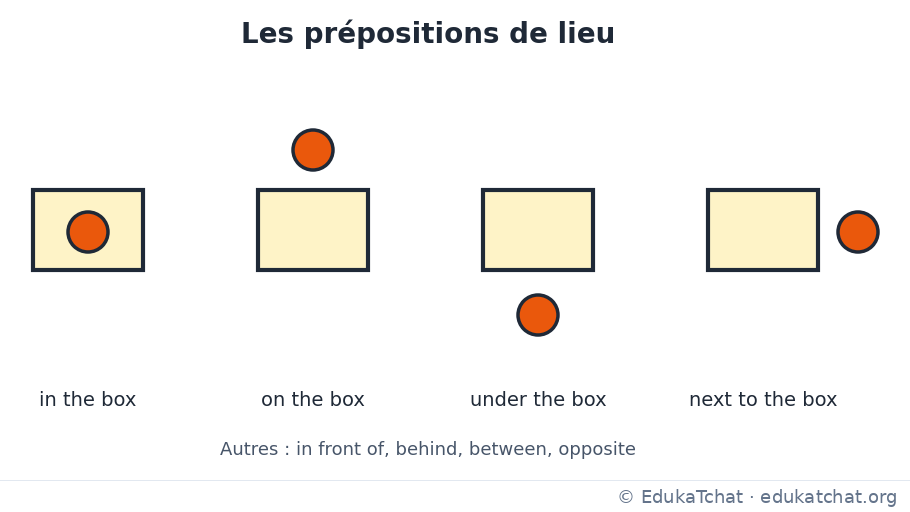 Les prépositions de lieu
in the box
on the box
under the box
next to the box
Autres : in front of, behind, between, opposite
© EdukaTchat · edukatchat.org